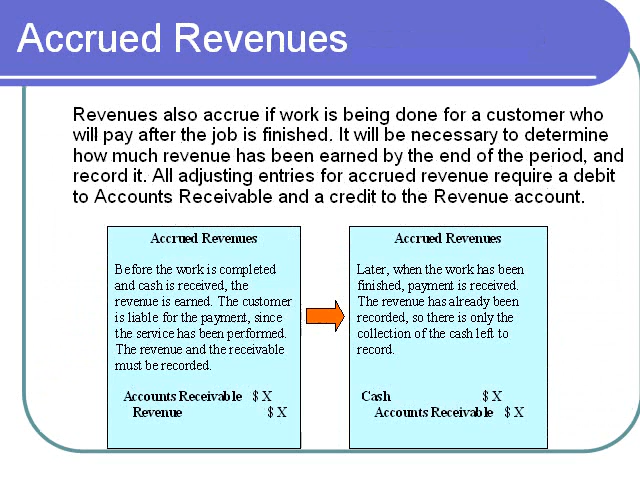 Accrued Revenues
Revenues also accrue if work is being done for a customer who
will pay after the job is finished. It will be necessary to determine
how much revenue has been earned by the end of the period, and
record it. All adjusting entries for accrued revenue require a debit
to Accounts Receivable and a credit to the Revenue account.
Accrued Revenues
Before the work is completed
and cash is received, the
revenue is earned. The customer
is liable for the payment, since
the service has been performed.
The revenue and the receivable
must be recorded.
Accounts Receivable $ X
Revenue $ X
Accrued Revenues
Later, when the work has been
finished, payment is received.
The revenue has already been
recorded, so there is only the
collection of the cash left to
record.
Cash $ X
Accounts Receivable $ X